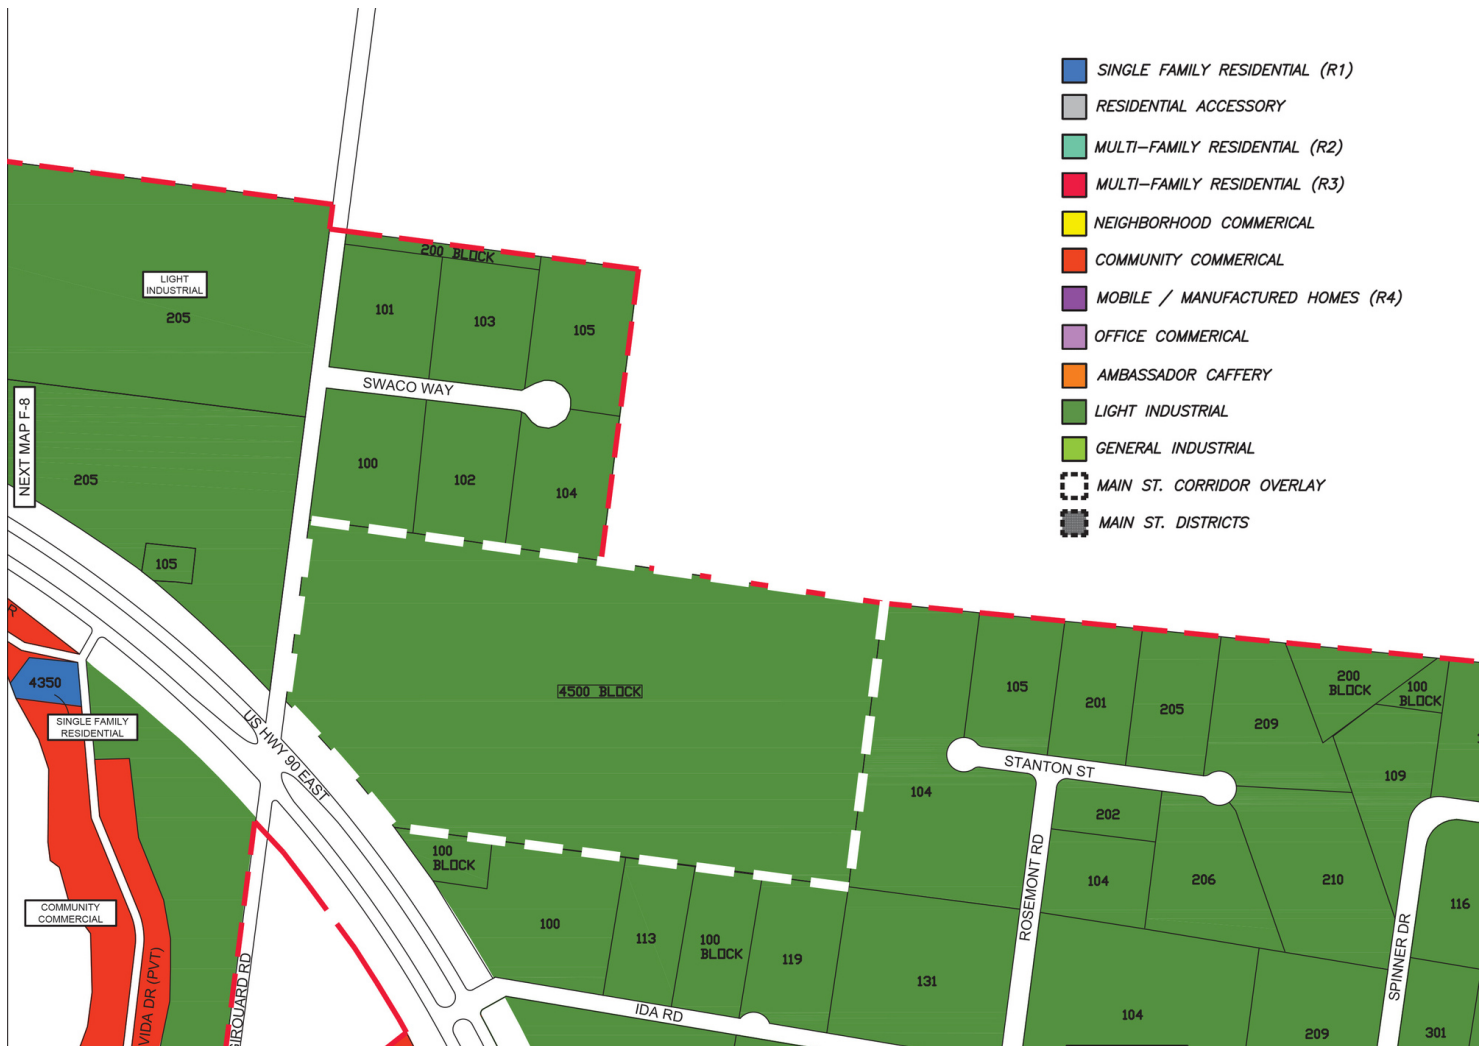 SINGLE FAMILY RESIDENTIAL (R1)
RESIDENTIAL ACCESSORY
MULTI-FAMILY RESIDENTIAL (R2)
MULTI-FAMILY RESIDENTIAL (R3)
NEIGHBORHOOD COMMERICAL
COMMUNITY COMMERICAL
MOBILE / MANUFACTURED HOMES (R4)
OFFICE COMMERICAL
AMBASSADOR CAFFERY
LIGHT INDUSTRIAL
GENERAL INDUSTRIAL
MAIN ST. CORRIDOR OVERLAY
MAIN ST. DISTRICTS
LIGHT
INDUSTRIAL
205
200 BLOCK
101
103
105
SWACO WAY
NEXT MAP F-8
205
100
102
104
105
R
4350
SINGLE FAMILY
RESIDENTIAL
US HWY 90 EAST
4500 BLOCK
COMMUNITY
COMMERCIAL
VIDA DR (PVT)
GIROUARD RD
100
BLOCK
100
113
100
BLOCK
119
IDA RD
104
131
105
201
205
209
200
BLOCK
100
BLOCK
109
STANTON ST
202
104
206
210
ROSEMONT RD
104
209
SPINNER DR
116
301